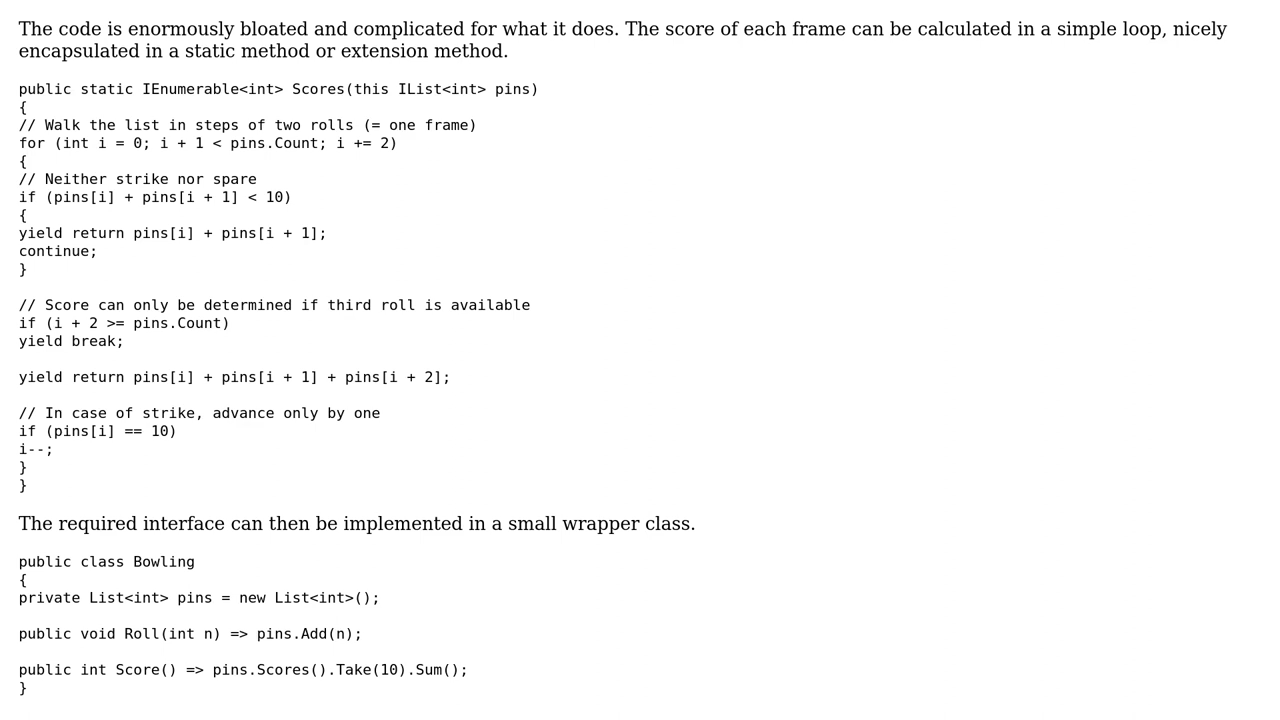 The code is enormously bloated and complicated for what it does. The score of each frame can be calculated in a simple loop, nicely
encapsulated in a static method or extension method.
public static IEnumerable<int> Scores(this IList<int> pins)
{
// Walk the list in steps of two rolls (= one frame)
for (int i = 0; i + 1 < pins.Count; i += 2)
{
// Neither strike nor spare
if (pins[i] + pins[i + 1] < 10)
{
yield return pins[i] + pins[i + 1];
continue;
}
// Score can only be determined if third roll is available
if (i + 2 >= pins.Count)
yield break;
yield return pins[i] + pins[i + 1] + pins[i + 2];
// In case of strike, advance only by one
if (pins[i] == 10)
i--;
}
}
The required interface can then be implemented in a small wrapper class.
public class Bowling
{
private List<int> pins = new List<int>();
public void Roll(int n) => pins.Add(n);
public int Score() => pins.Scores().Take(10).Sum();
}